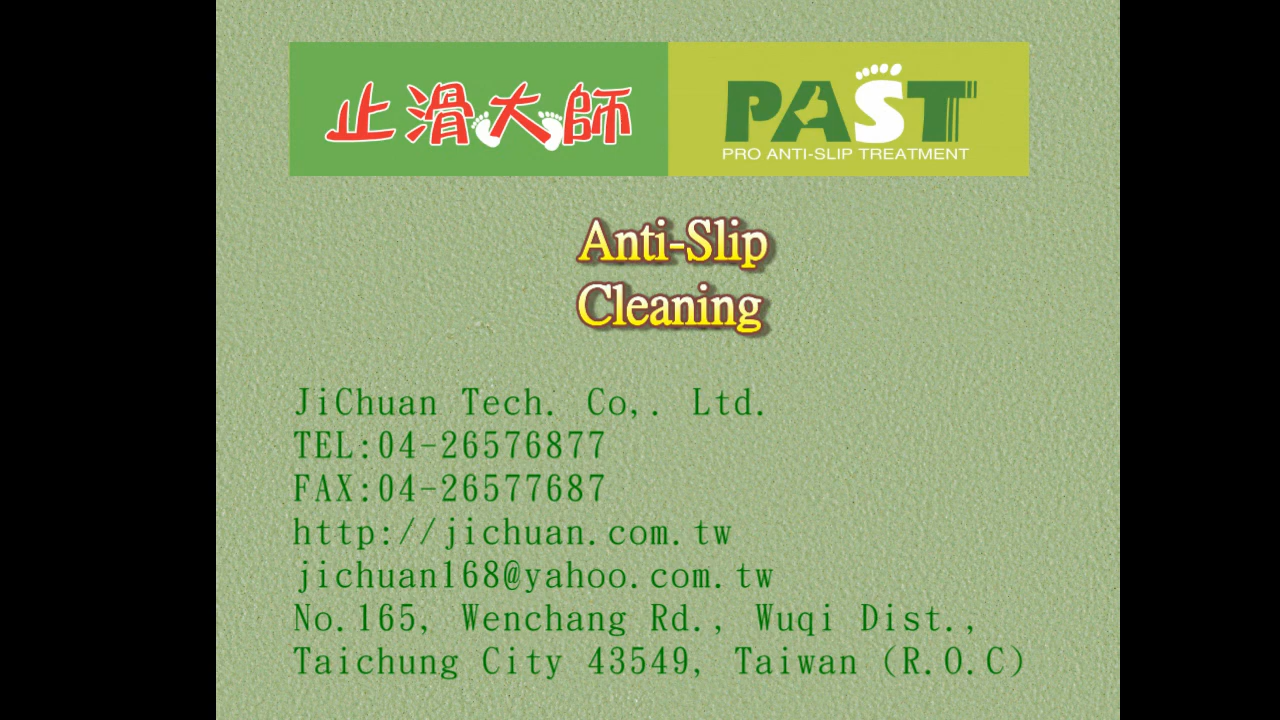 止滑大師
PAST
PRO ANTI-SLIP TREATMENT
Anti-Slip
Cleaning
JiChuan Tech. Co,. Ltd.
TEL:04-26576877
FAX:04-26577687
http://jichuan.com.tw
jichuan168@yahoo.com.tw
No.165, Wenchang Rd., Wuqi Dist.,
Taichung City 43549, Taiwan (R.O.C)